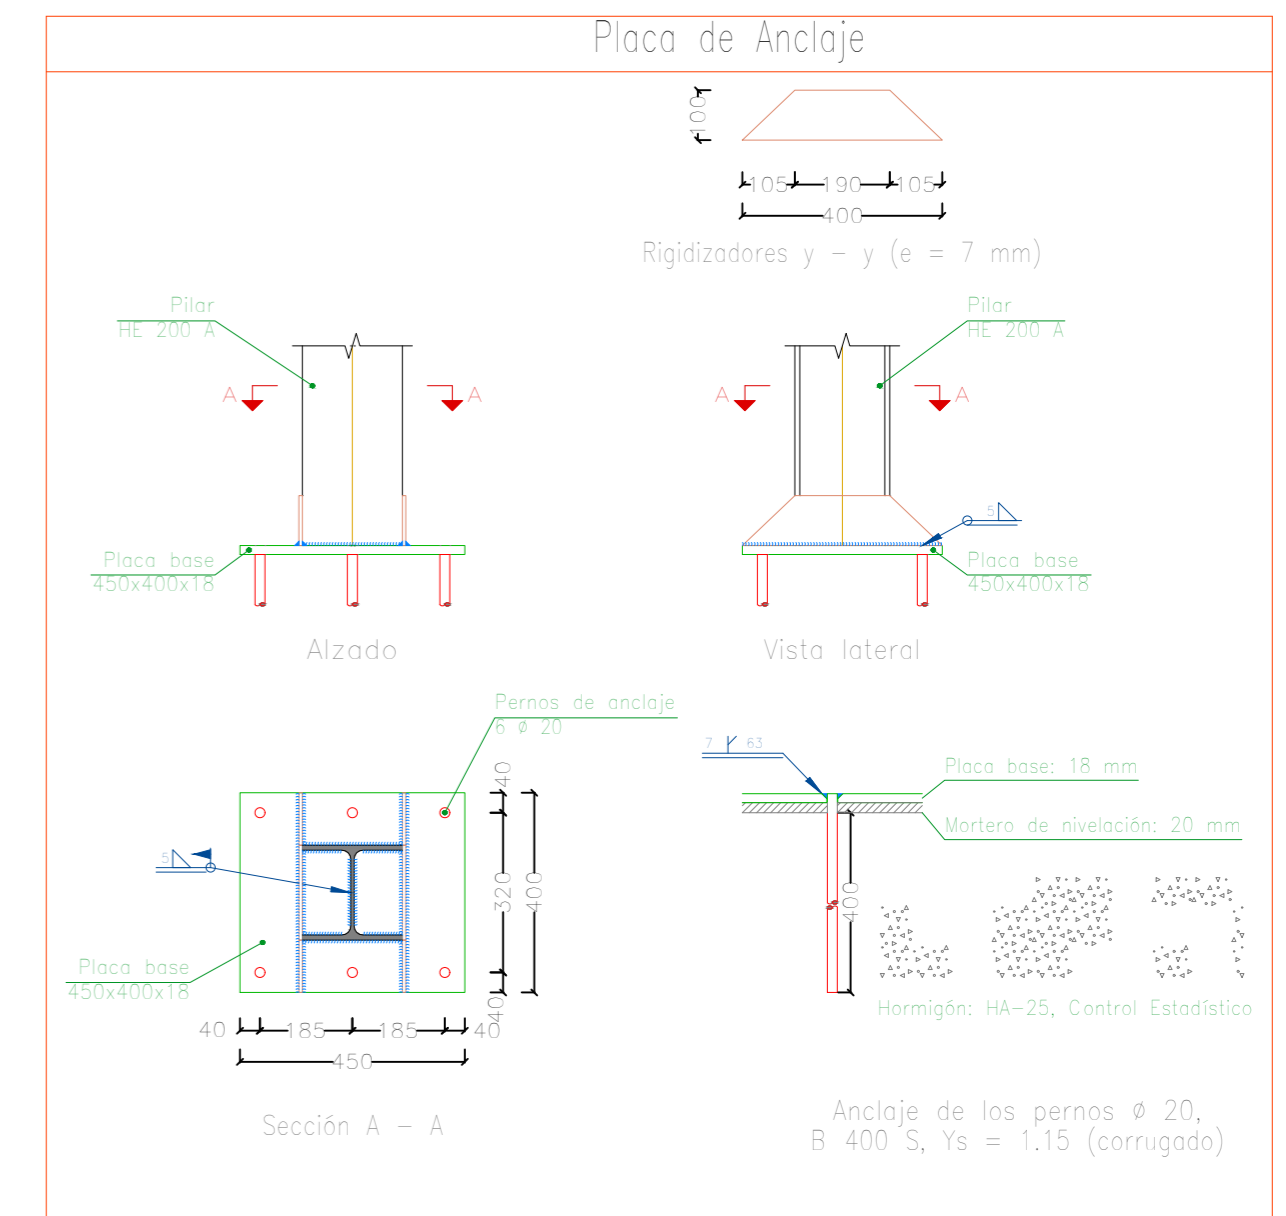 Placa de Anclaje
100
105 190 105
400
Rigidizadores y - y (e = 7 mm)
Pilar
HE 200 A
Pilar
HE 200 A
A A
A A
5
Placa base
450x400x18
Placa base
450x400x18
Alzado
Vista lateral
Pernos de anclaje
6 ø 20
7 63
Placa base: 18 mm
Mortero de nivelación: 20 mm
40
320
400
40
5
400
Placa base
450x400x18
Hormigón: HA-25, Control Estadístico
40 185 185 40
450
Sección A - A
Anclaje de los pernos ø 20,
B 400 S, Ys = 1.15 (corrugado)